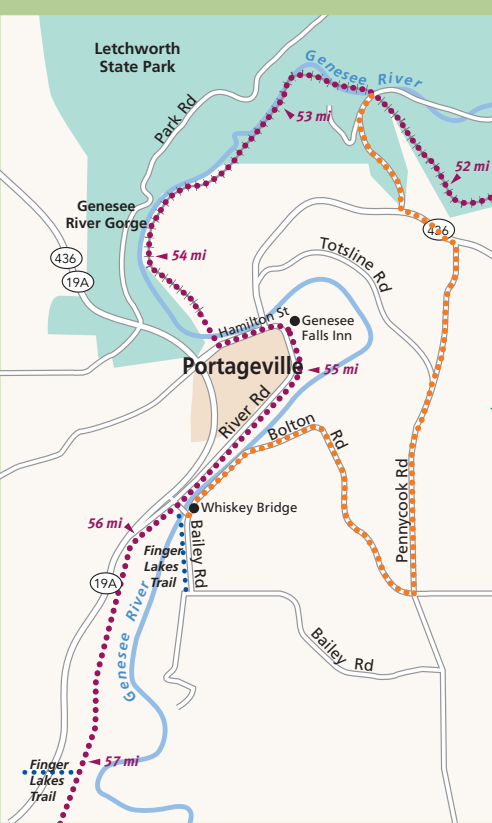 Letchworth
State Park
Genesee River
Park Rd
53 mi
52 mi
Genesee
River Gorge
436
436
19A
54 mi
Totsline Rd
Hamilton St
Genesee
Falls Inn
Portageville
55 mi
River Rd
Bolton Rd
Pennycook Rd
Whiskey Bridge
56 mi
Finger
Lakes
Trail
Bailey Rd
19A
Genesee River
Bailey Rd
57 mi
Finger
Lakes
Trail